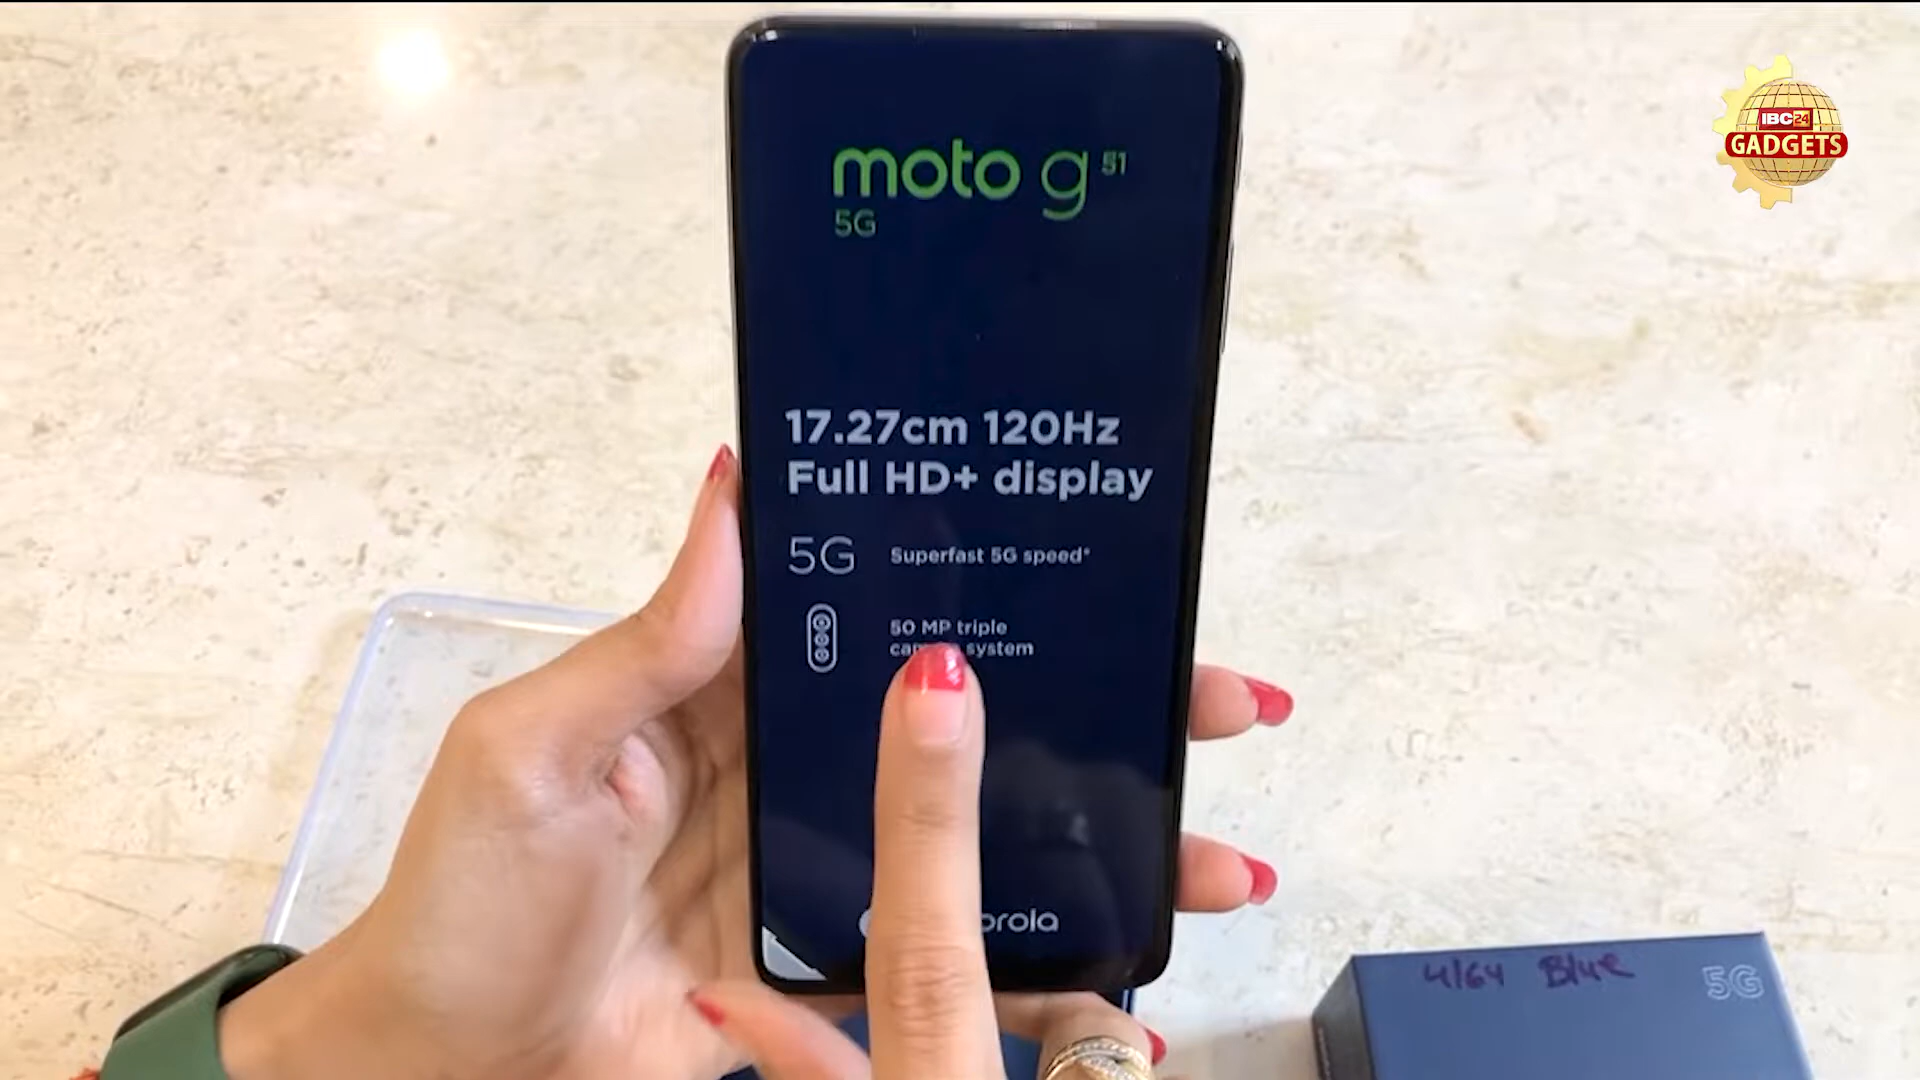 IBC24
GADGETS
moto g 51
5G
17.27cm 120Hz
Full HD+ display
5G Superfast 5G speed*
50 MP triple
system
4/64 Blue
5G